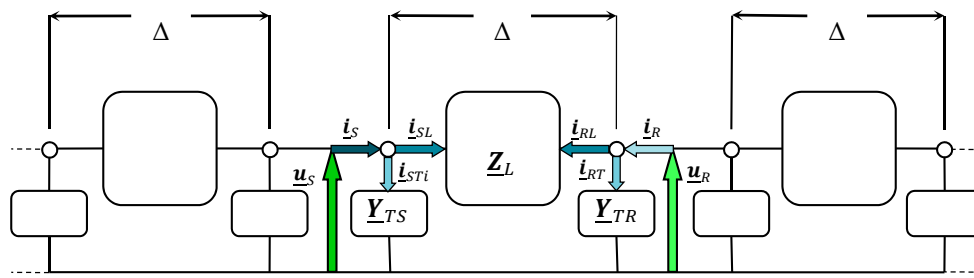 Δ Δ Δ
i_S i_SL i_RL i_R
u_S i_STi Z_L i_RT u_R
Y_TS Y_TR